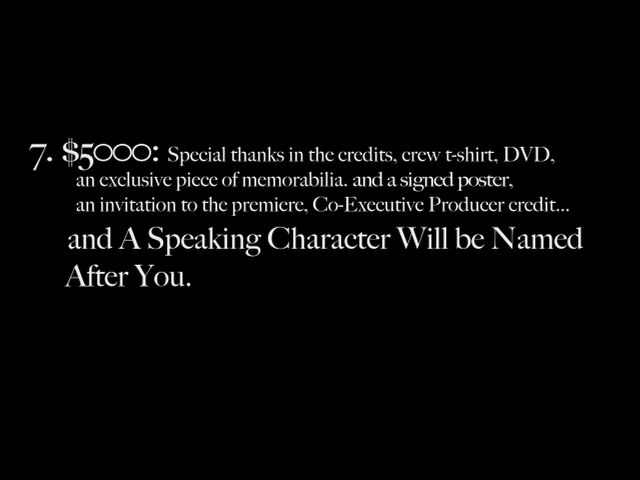 7. $5000: Special thanks in the credits, crew t-shirt, DVD,
an exclusive piece of memorabilia. and a signed poster,
an invitation to the premiere, Co-Executive Producer credit...
and A Speaking Character Will be Named
After You.